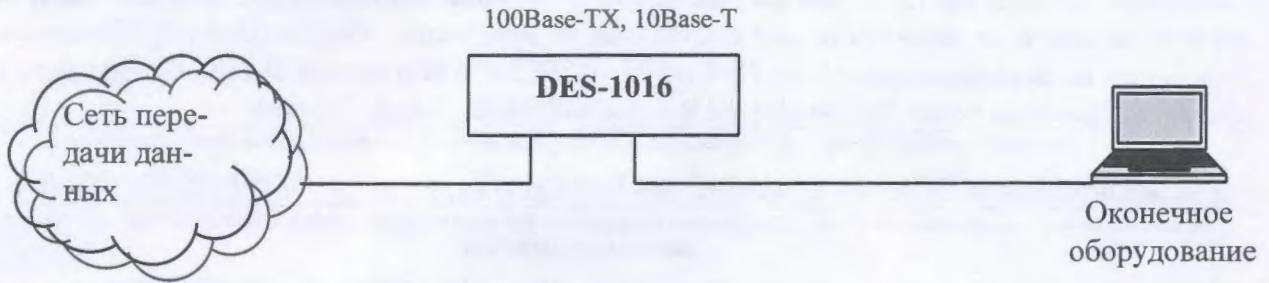 100Base-TX, 10Base-T
DES-1016
Сеть пере-
дачи дан-
ных
Оконечное
оборудование